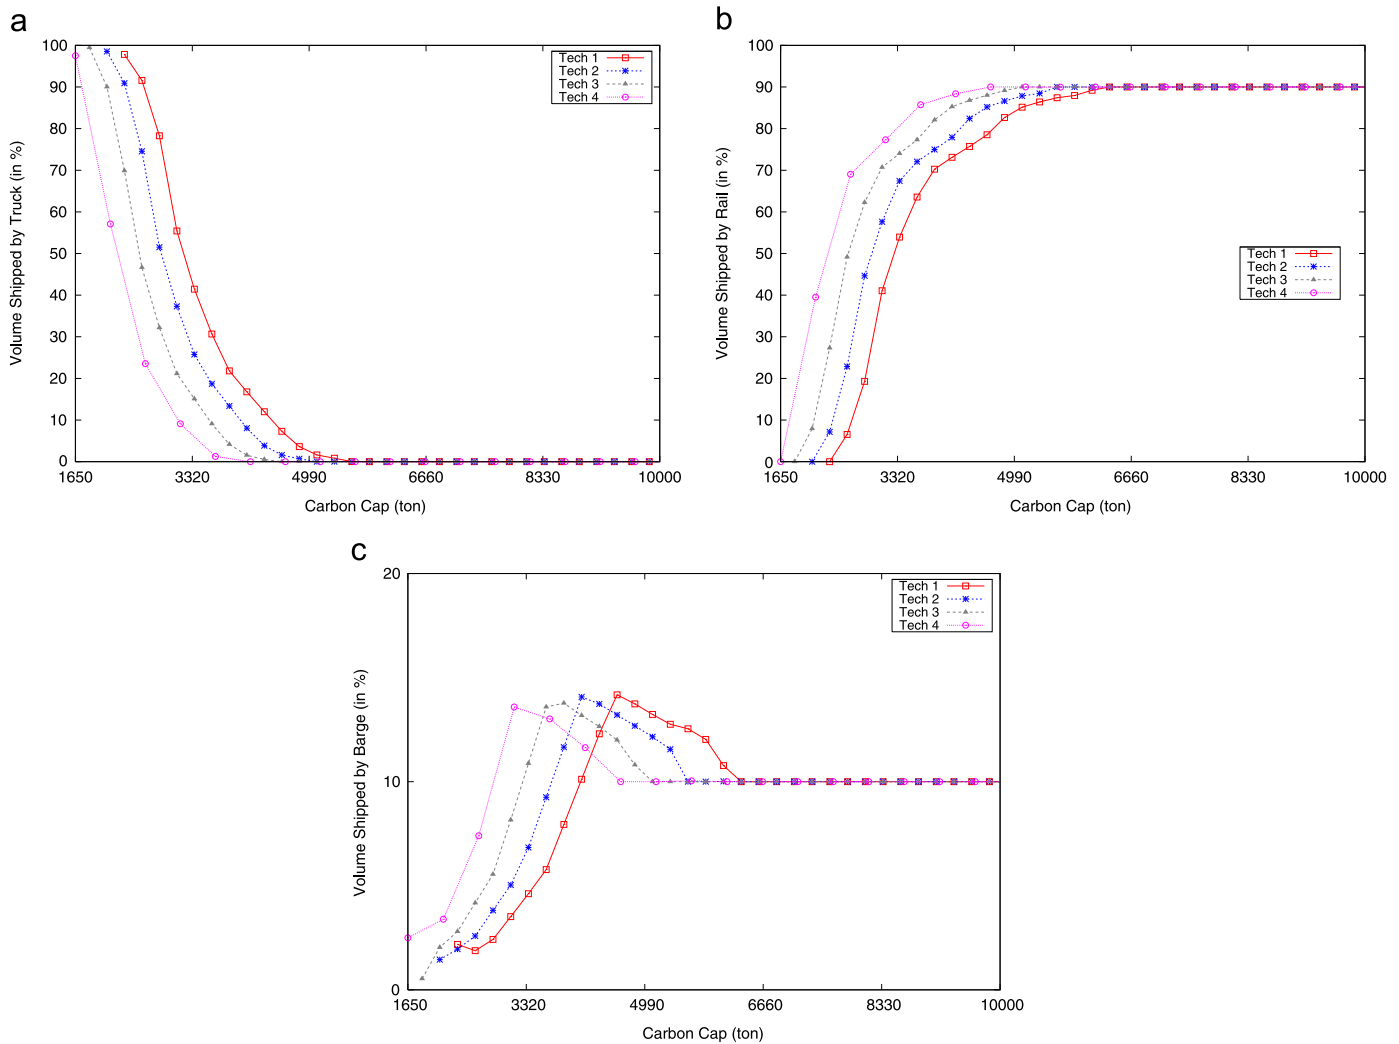 a
Volume Shipped by Truck (in %)
100
90
80
70
60
50
40
30
20
10
0
1650 3320 4990 6660 8330 10000
Carbon Cap (ton)
Tech 1
Tech 2
Tech 3
Tech 4
b
Volume Shipped by Rail (in %)
100
90
80
70
60
50
40
30
20
10
0
1650 3320 4990 6660 8330 10000
Carbon Cap (ton)
Tech 1
Tech 2
Tech 3
Tech 4
c
Volume Shipped by Barge (in %)
20
10
0
1650 3320 4990 6660 8330 10000
Carbon Cap (ton)
Tech 1
Tech 2
Tech 3
Tech 4